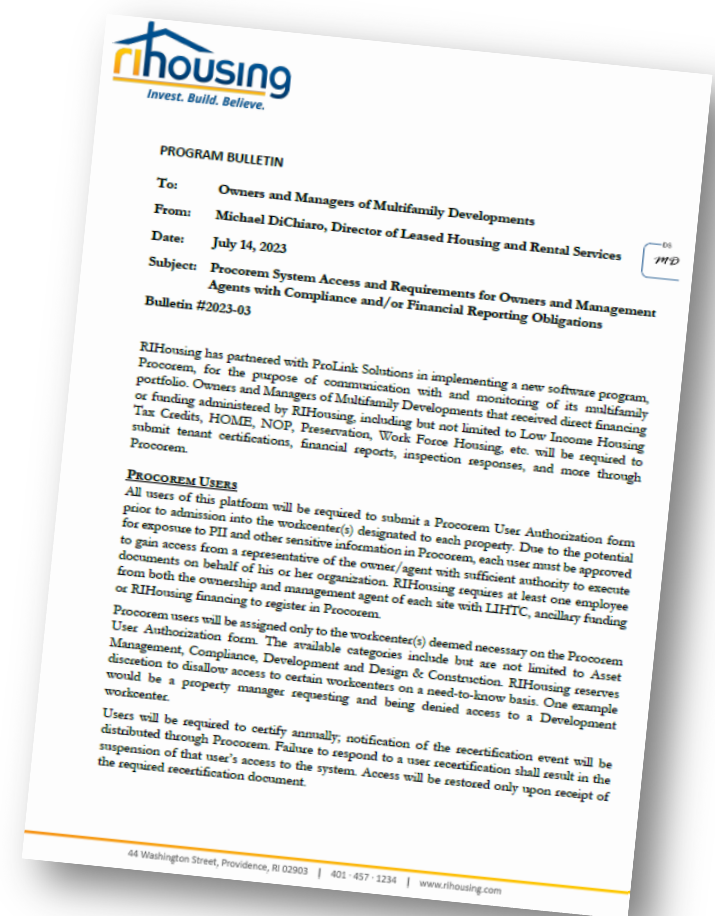 rihousing
Invest. Build. Believe.
PROGRAM BULLETIN
To: Owners and Managers of Multifamily Developments
From: Michael DiChiaro, Director of Leased Housing and Rental Services
DS
MD
Date: July 14, 2023
Subject: Procorem System Access and Requirements for Owners and Management
Agents with Compliance and/or Financial Reporting Obligations
Bulletin #2023-03
RIHousing has partnered with ProLink Solutions in implementing a new software program,
Procorem, for the purpose of communication with and monitoring of its multifamily
portfolio. Owners and Managers of Multifamily Developments that received direct financing
or funding administered by RIHousing, including but not limited to Low Income Housing
Tax Credits, HOME, NOP, Preservation, Work Force Housing, etc. will be required to
submit tenant certifications, financial reports, inspection responses, and more through
Procorem.
PROCOREM USERS
All users of this platform will be required to submit a Procorem User Authorization form
prior to admission into the workcenter(s) designated to each property. Due to the potential
for exposure to PII and other sensitive information in Procorem, each user must be approved
to gain access from a representative of the owner/agent with sufficient authority to execute
documents on behalf of his or her organization. RIHousing requires at least one employee
from both the ownership and management agent of each site with LIHTC, ancillary funding
or RIHousing financing to register in Procorem.
Procorem users will be assigned only to the workcenter(s) deemed necessary on the Procorem
User Authorization form. The available categories include but are not limited to Asset
Management, Compliance, Development and Design & Construction. RIHousing reserves
discretion to disallow access to certain workcenters on a need-to-know basis. One example
would be a property manager requesting and being denied access to a Development
workcenter.
Users will be required to certify annually; notification of the recertification event will be
distributed through Procorem. Failure to respond to a user recertification shall result in the
suspension of that user's access to the system. Access will be restored only upon receipt of
the required recertification document.
44 Washington Street, Providence, RI 02903 | 401 · 457 · 1234 | www.rihousing.com